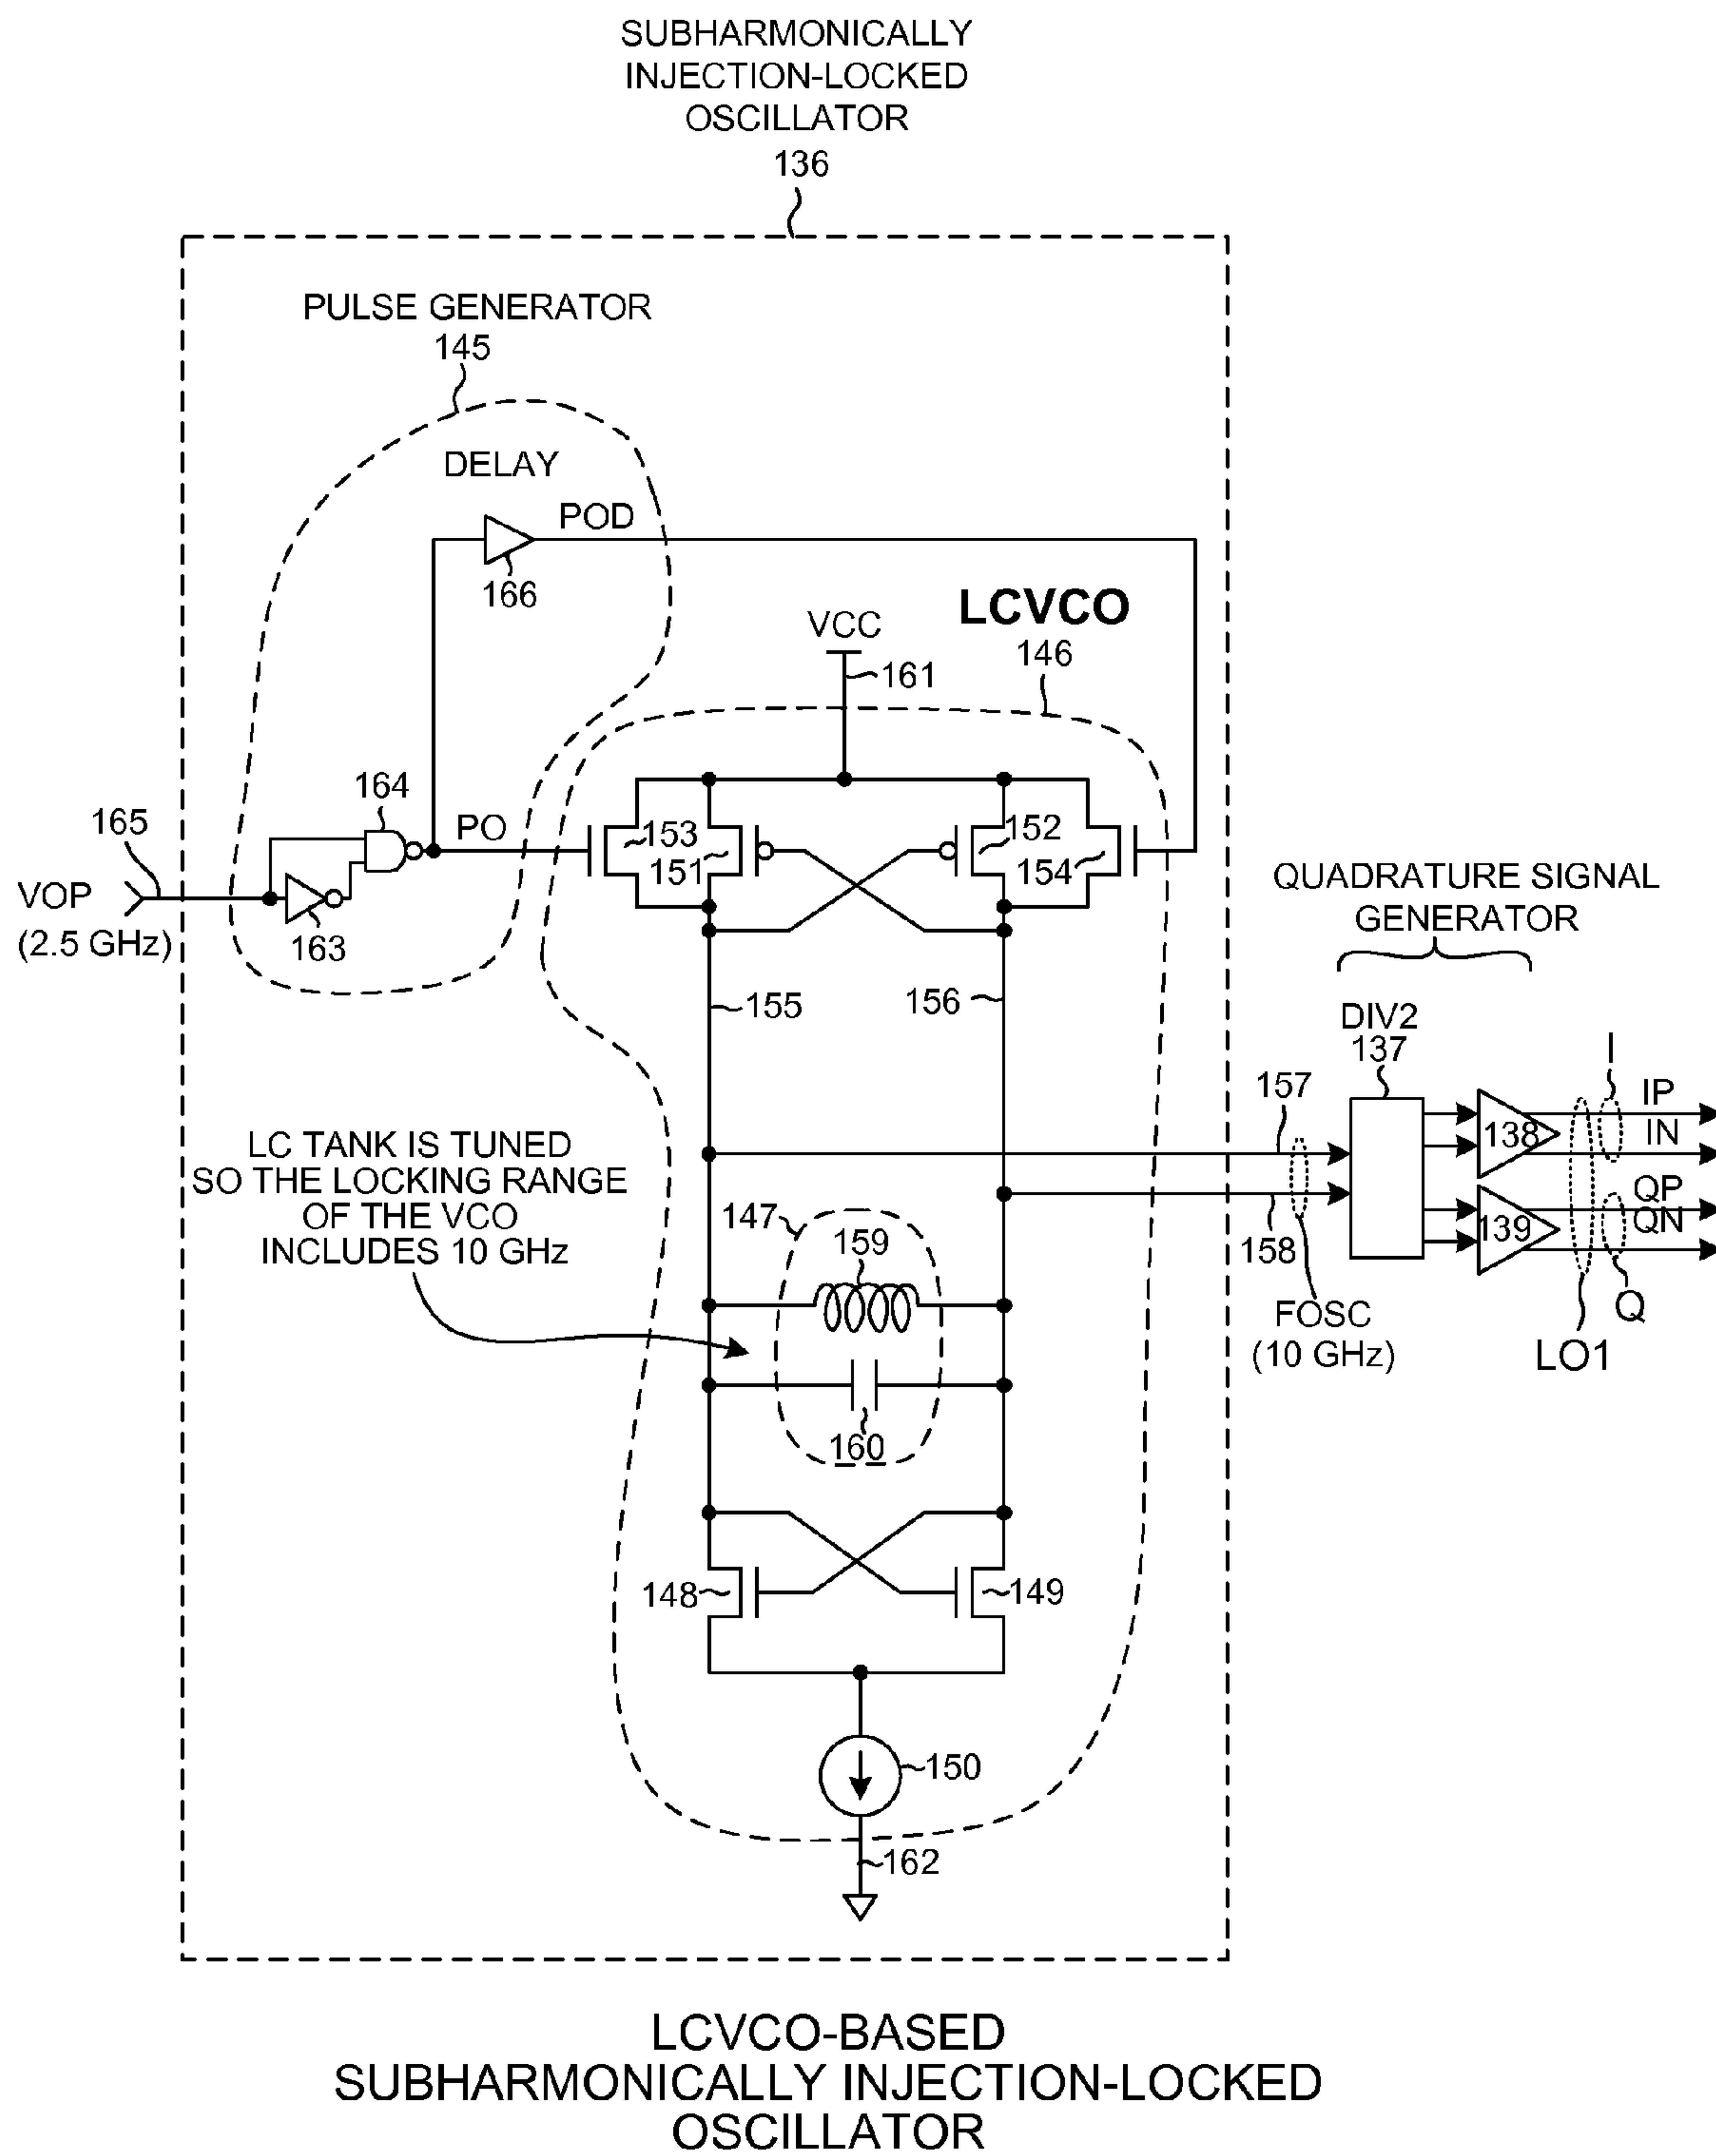 SUBHARMONICALLY
INJECTION-LOCKED
OSCILLATOR
136
PULSE GENERATOR
145
DELAY
POD
166
LCVCO
146
VCC
161
164
PO
165
VOP
(2.5 GHz)
163
153
151
152
154
155
156
QUADRATURE SIGNAL
GENERATOR
DIV2
137
157
158
FOSC
(10 GHz)
138
139
I
IP
IN
QP
QN
Q
LO1
LC TANK IS TUNED
SO THE LOCKING RANGE
OF THE VCO
INCLUDES 10 GHz
147
159
160
148
149
150
162
LCVCO-BASED
SUBHARMONICALLY INJECTION-LOCKED
OSCILLATOR